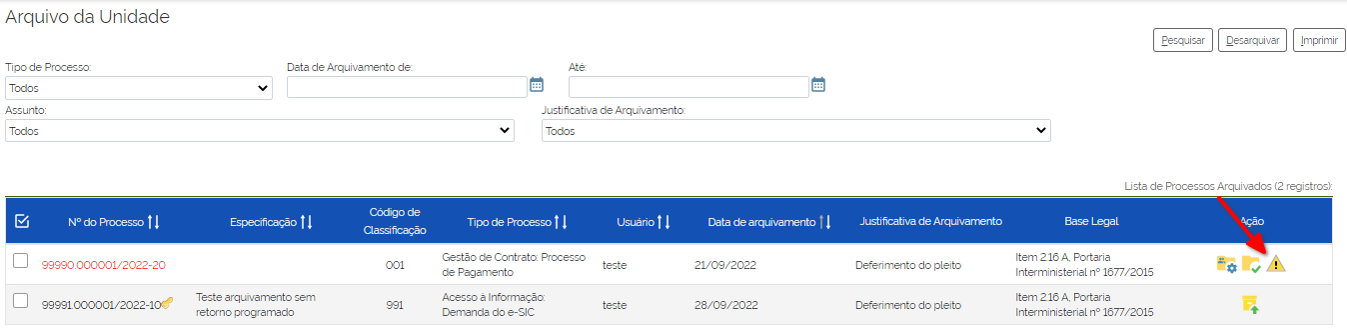 Arquivo da Unidade
Pesquisar Desarquivar Imprimir
Tipo de Processo: Data de Arquivamento de: Até:
Todos
Assunto: Justificativa de Arquivamento:
Todos Todos
Lista de Processos Arquivados (2 registros):
Nº do Processo Especificação Código de Classificação Tipo de Processo Usuário Data de arquivamento Justificativa de Arquivamento Base Legal Ação
99990.000001/2022-20 001 Gestão de Contrato: Processo de Pagamento teste 21/09/2022 Deferimento do pleito Item 2.16 A, Portaria Interministerial nº 1677/2015
99991.000001/2022-10 Teste arquivamento sem retorno programado 991 Acesso à Informação: Demanda do e-SIC teste 28/09/2022 Deferimento do pleito Item 2.16 A, Portaria Interministerial nº 1677/2015